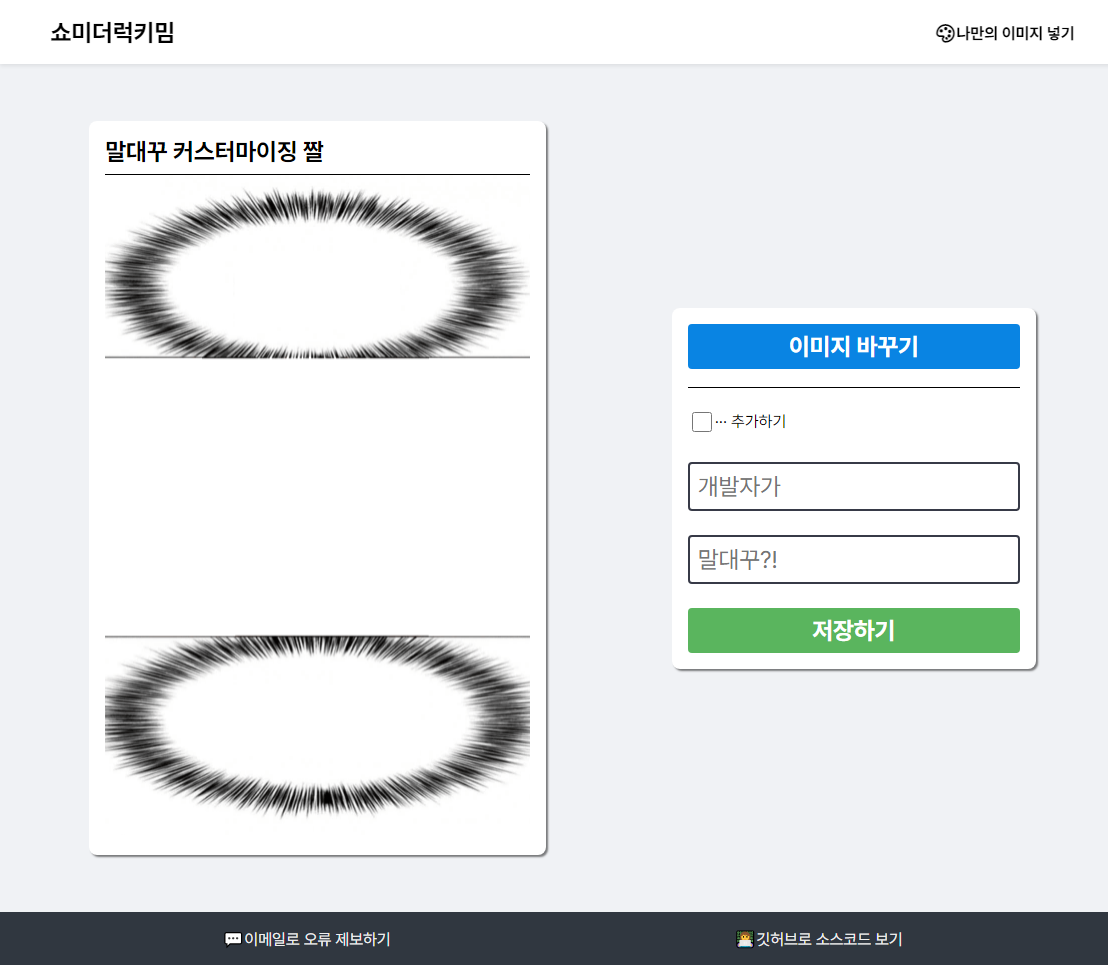 쇼미더럭키밈
나만의 이미지 넣기
말대꾸 커스터마이징 짤
이미지 바꾸기
··· 추가하기
개발자가
말대꾸?!
저장하기
이메일로 오류 제보하기
깃허브로 소스코드 보기